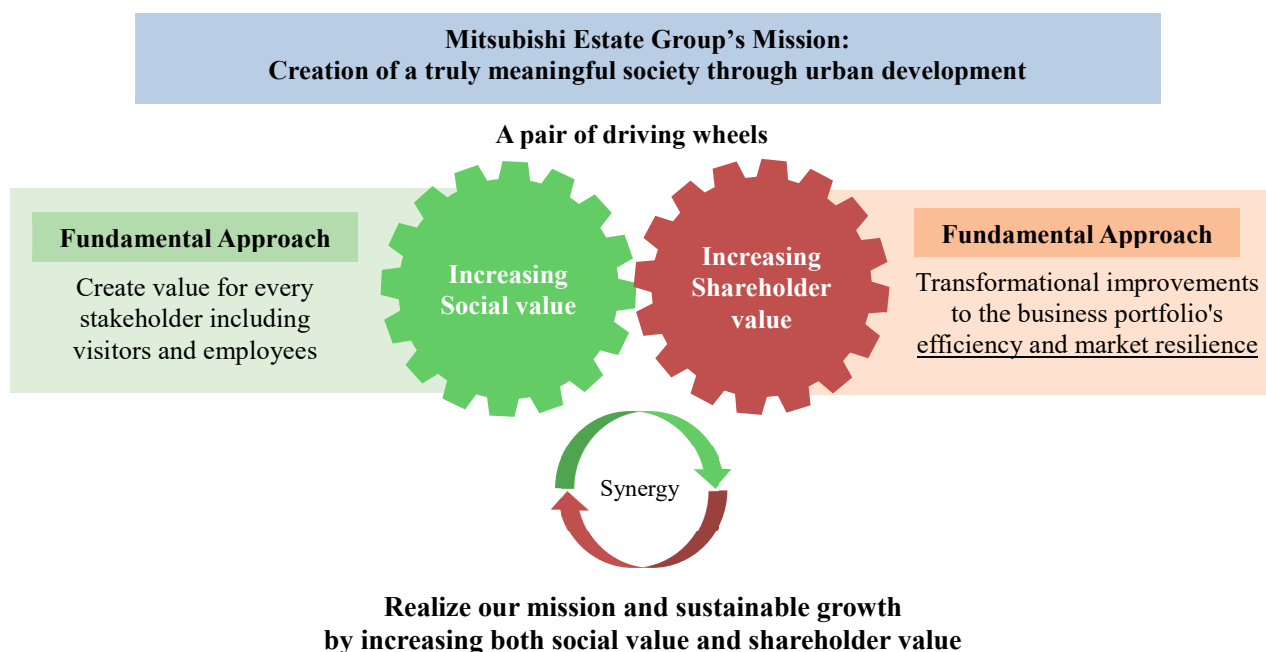 Mitsubishi Estate Group’s Mission:
Creation of a truly meaningful society through urban development
A pair of driving wheels
Fundamental Approach
Create value for every
stakeholder including
visitors and employees
Increasing
Social value
Increasing
Shareholder
value
Fundamental Approach
Transformational improvements
to the business portfolio's
efficiency and market resilience
Synergy
Realize our mission and sustainable growth
by increasing both social value and shareholder value